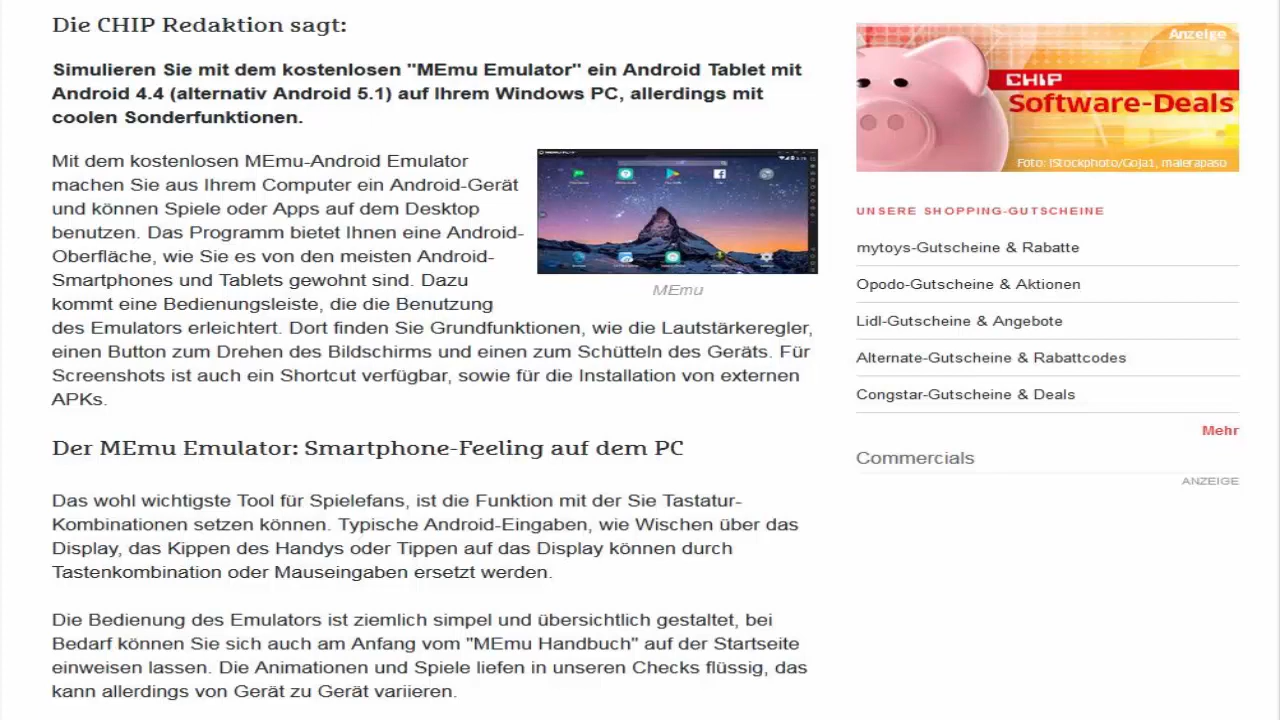 Die CHIP Redaktion sagt:
Simulieren Sie mit dem kostenlosen "MEmu Emulator" ein Android Tablet mit
Android 4.4 (alternativ Android 5.1) auf Ihrem Windows PC, allerdings mit
coolen Sonderfunktionen.
Mit dem kostenlosen MEmu-Android Emulator
machen Sie aus Ihrem Computer ein Android-Gerät
und können Spiele oder Apps auf dem Desktop
benutzen. Das Programm bietet Ihnen eine Android-
Oberfläche, wie Sie es von den meisten Android-
Smartphones und Tablets gewohnt sind. Dazu
kommt eine Bedienungsleiste, die die Benutzung
des Emulators erleichtert. Dort finden Sie Grundfunktionen, wie die Lautstärkeregler,
einen Button zum Drehen des Bildschirms und einen zum Schütteln des Geräts. Für
Screenshots ist auch ein Shortcut verfügbar, sowie für die Installation von externen
APKs.
MEmu
Der MEmu Emulator: Smartphone-Feeling auf dem PC
Das wohl wichtigste Tool für Spielefans, ist die Funktion mit der Sie Tastatur-
Kombinationen setzen können. Typische Android-Eingaben, wie Wischen über das
Display, das Kippen des Handys oder Tippen auf das Display können durch
Tastenkombination oder Mauseingaben ersetzt werden.
Die Bedienung des Emulators ist ziemlich simpel und übersichtlich gestaltet, bei
Bedarf können Sie sich auch am Anfang vom "MEmu Handbuch" auf der Startseite
einweisen lassen. Die Animationen und Spiele liefen in unseren Checks flüssig, das
kann allerdings von Gerät zu Gerät variieren.
Anzeige
CHIP
Software-Deals
Foto: iStockphoto/Goja1, malerapaso
UNSERE SHOPPING-GUTSCHEINE
mytoys-Gutscheine & Rabatte
Opodo-Gutscheine & Aktionen
Lidl-Gutscheine & Angebote
Alternate-Gutscheine & Rabattcodes
Congstar-Gutscheine & Deals
Mehr
Commercials
ANZEIGE